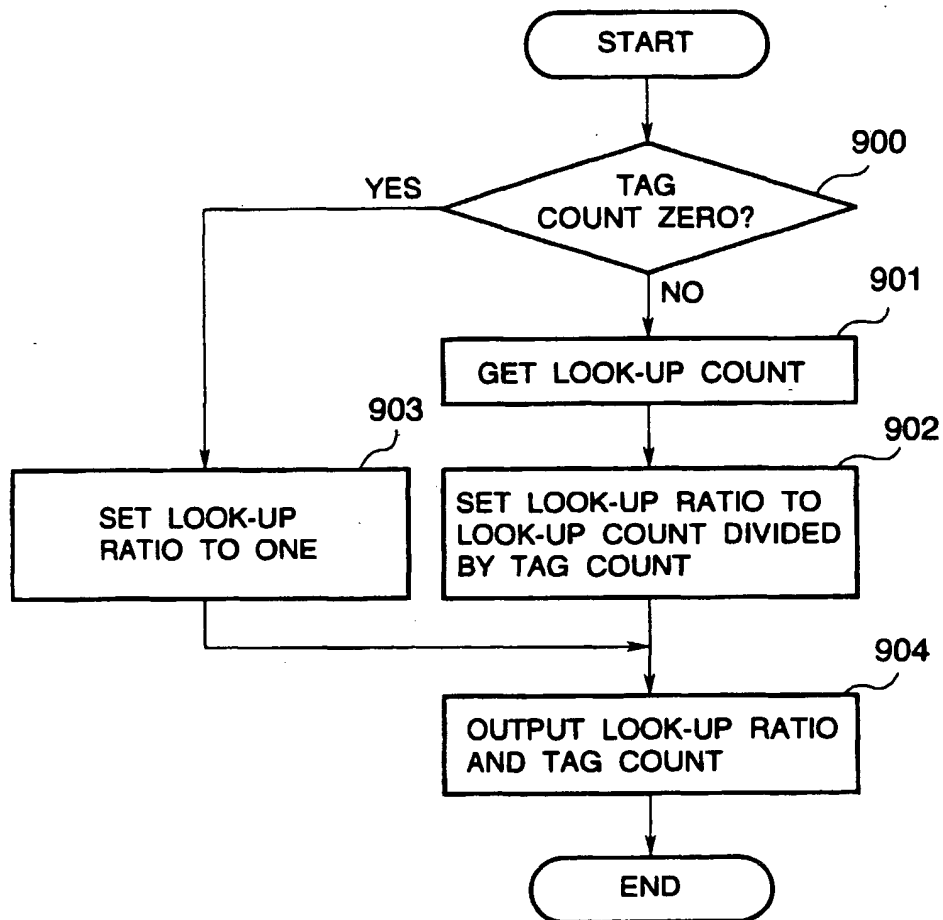 START
900
TAG
COUNT ZERO?
YES
NO
901
GET LOOK-UP COUNT
903
SET LOOK-UP
RATIO TO ONE
902
SET LOOK-UP RATIO TO
LOOK-UP COUNT DIVIDED
BY TAG COUNT
904
OUTPUT LOOK-UP RATIO
AND TAG COUNT
END